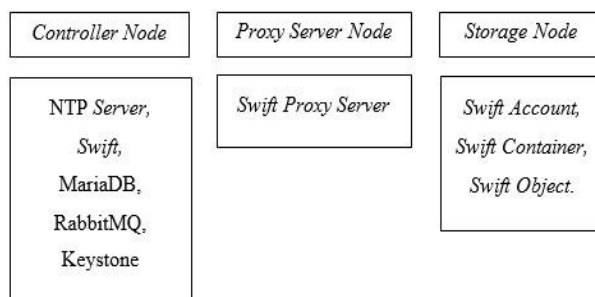 Controller Node
NTP Server,
Swift,
MariaDB,
RabbitMQ,
Keystone
Proxy Server Node
Swift Proxy Server
Storage Node
Swift Account,
Swift Container,
Swift Object.